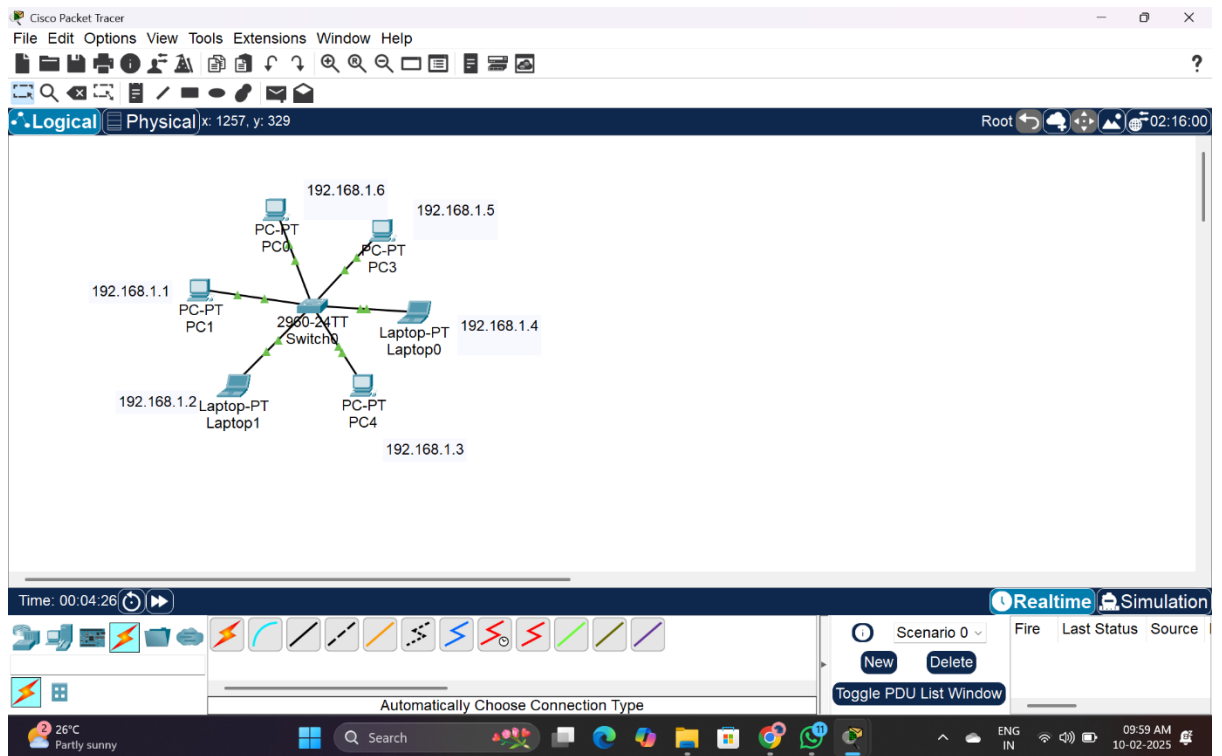 Cisco Packet Tracer
File Edit Options View Tools Extensions Window Help
?
Logical Physical x: 1257, y: 329 Root 02:16:00
192.168.1.6
192.168.1.5
PC-PT
PC0
PC-PT
PC3
192.168.1.1
PC-PT
PC1
2960-24TT
Switch0
Laptop-PT
Laptop0
192.168.1.4
192.168.1.2
Laptop-PT
Laptop1
PC-PT
PC4
192.168.1.3
Time: 00:04:26 Realtime Simulation
Scenario 0 Fire Last Status Source
New Delete
Toggle PDU List Window
Automatically Choose Connection Type
2 26°C
Partly sunny
Search
11
ENG
IN
09:59 AM
10-02-2025